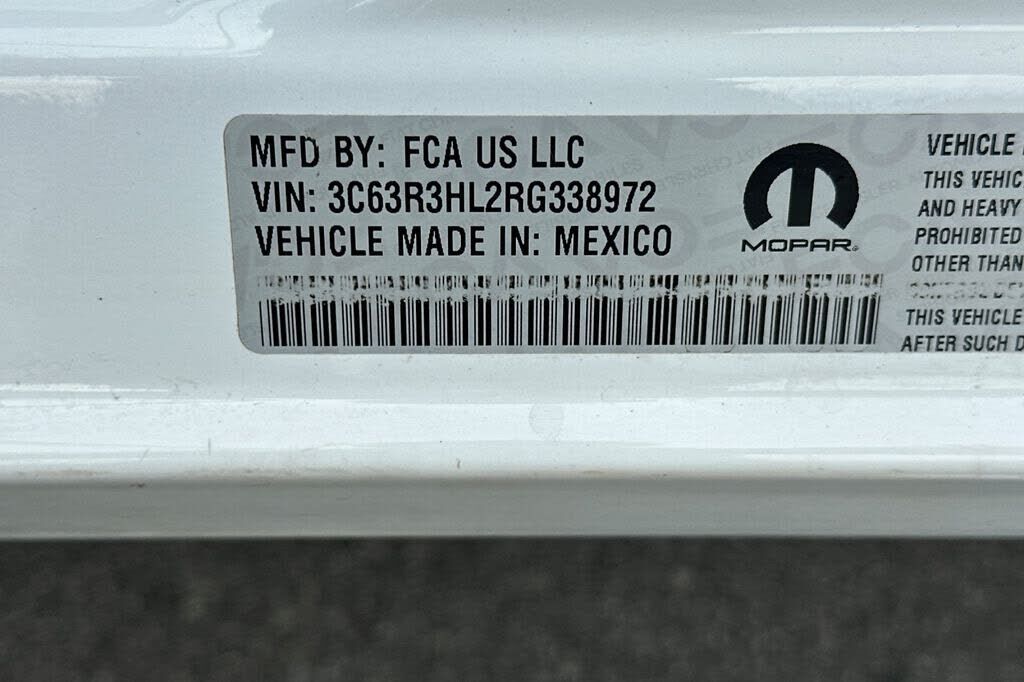 MFD BY: FCA US LLC
VIN: 3C63R3HL2RG338972
VEHICLE MADE IN: MEXICO
MOPAR®
VEHICLE
THIS VEHIC
AND HEAVY
PROHIBITED
OTHER THAN
THIS VEHICLE
AFTER SUCH D